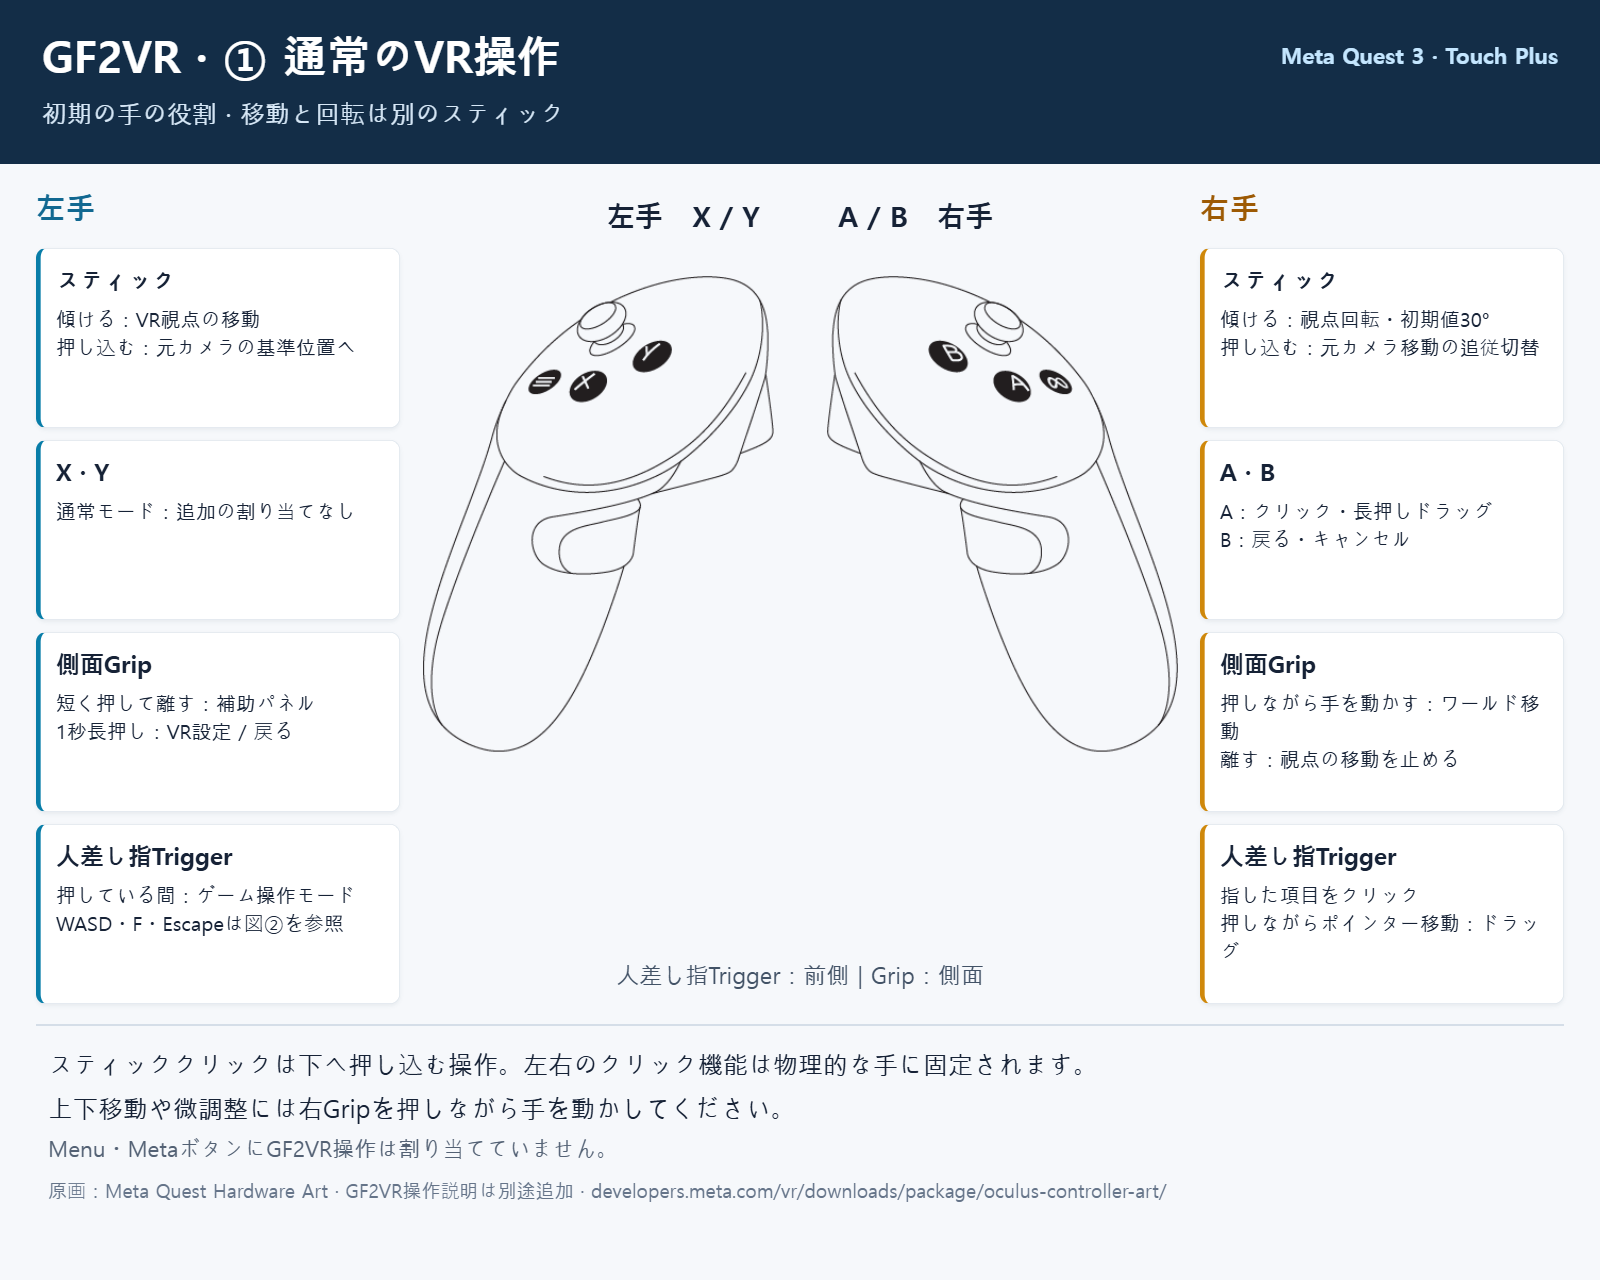 GF2VR · ① 通常のVR操作
Meta Quest 3 · Touch Plus
初期の手の役割 · 移動と回転は別のスティック
左手
スティック
傾ける：VR視点の移動
押し込む：元カメラの基準位置へ
X · Y
通常モード：追加の割り当てなし
側面Grip
短く押して離す：補助パネル
1秒長押し：VR設定 / 戻る
人差し指Trigger
押している間：ゲーム操作モード
WASD・F・Escapeは図②を参照
左手 X / Y
A / B 右手
Y
X
B
A
人差し指Trigger：前側 | Grip：側面
右手
スティック
傾ける：視点回転・初期値30°
押し込む：元カメラ移動の追従切替
A · B
A：クリック・長押しドラッグ
B：戻る・キャンセル
側面Grip
押しながら手を動かす：ワールド移
動
離す：視点の移動を止める
人差し指Trigger
指した項目をクリック
押しながらポインター移動：ドラッ
グ
スティッククリックは下へ押し込む操作。左右のクリック機能は物理的な手に固定されます。
上下移動や微調整には右Gripを押しながら手を動かしてください。
Menu・MetaボタンにGF2VR操作は割り当てていません。
原画：Meta Quest Hardware Art · GF2VR操作説明は別途追加 · developers.meta.com/vr/downloads/package/oculus-controller-art/